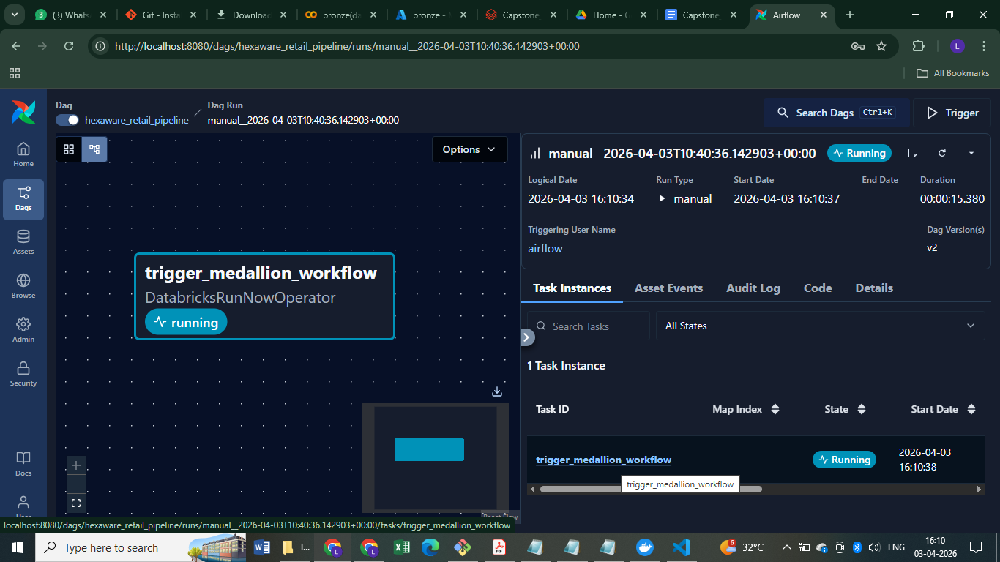 (3) Whats
Git - Insta
Downloac
bronze(da
bronze - M
Capstone_
Home - G
Capstone_
Airflow
http://localhost:8080/dags/hexaware_retail_pipeline/runs/manual__2026-04-03T10:40:36.142903+00:00
L
All Bookmarks
Dag
hexaware_retail_pipeline
Dag Run
manual__2026-04-03T10:40:36.142903+00:00
Search Dags Ctrl+K
Trigger
Home
Dags
Assets
Browse
Admin
Security
Docs
User
Options
trigger_medallion_workflow
DatabricksRunNowOperator
running
React Flow
manual__2026-04-03T10:40:36.142903+00:00 Running
Logical Date Run Type Start Date End Date Duration
2026-04-03 16:10:34 manual 2026-04-03 16:10:37 00:00:15.380
Triggering User Name Dag Version(s)
airflow v2
Task Instances Asset Events Audit Log Code Details
Search Tasks All States
1 Task Instance
Task ID Map Index State Start Date
trigger_medallion_workflow Running 2026-04-03
16:10:38
trigger_medallion_workflow
localhost:8080/dags/hexaware_retail_pipeline/runs/manual__2026-04-03T10:40:36.142903+00:00/tasks/trigger_medallion_workflow
Type here to search
I...
6
32°C
ENG
16:10
03-04-2026